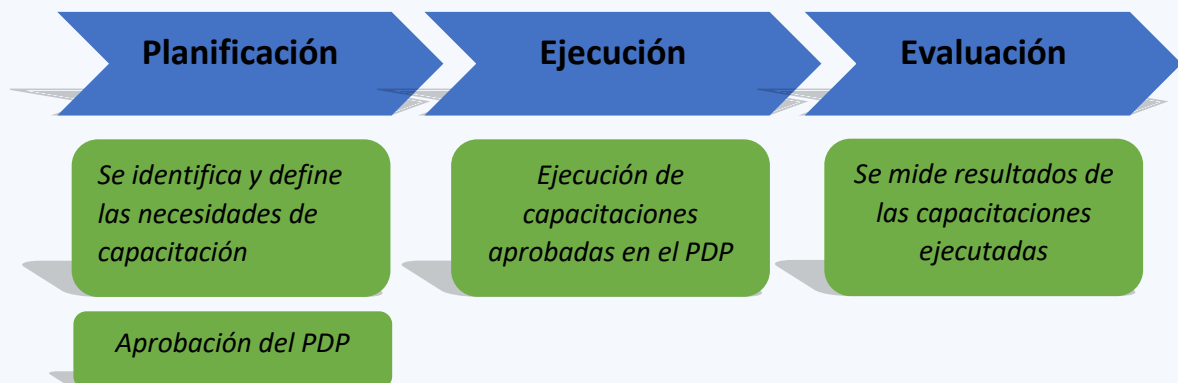 Planificación
Ejecución
Evaluación
Se identifica y define
las necesidades de
capacitación
Ejecución de
capacitaciones
aprobadas en el PDP
Se mide resultados de
las capacitaciones
ejecutadas
Aprobación del PDP